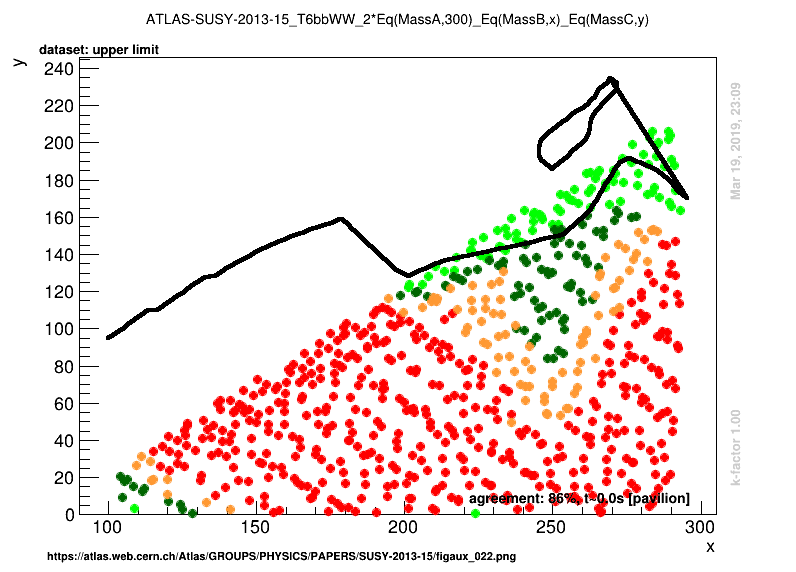 ATLAS-SUSY-2013-15_T6bbWW_2*Eq(MassA,300)_Eq(MassB,x)_Eq(MassC,y)
dataset: upper limit
y
240
220
200
180
160
140
120
100
80
60
40
20
0
100 150 200 250 300
x
agreement: 86%, t~0.0s [pavilion]
Mar 19, 2019, 23:09
k-factor 1.00
https://atlas.web.cern.ch/Atlas/GROUPS/PHYSICS/PAPERS/SUSY-2013-15/figaux_022.png